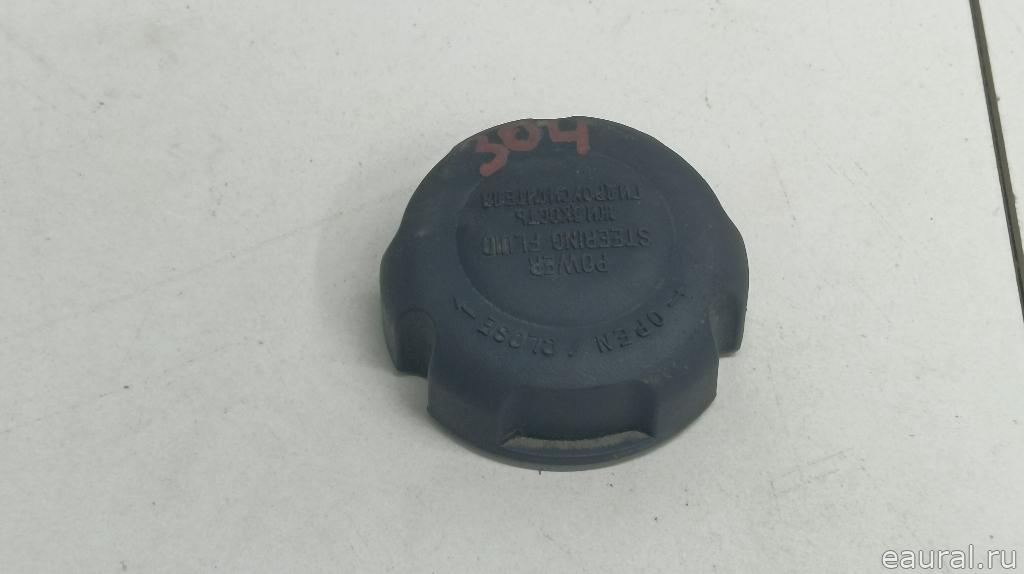 304
POWER
STEERING FLUID
ЖИДКОСТЬ
ГИДРОУСИЛИТЕЛЯ
OPEN / CLOSE
eaural.ru